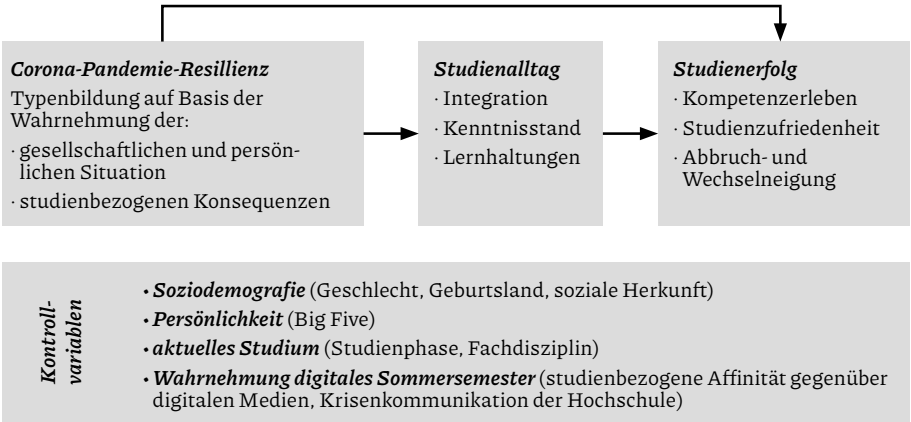 Corona-Pandemie-Resillienz
Typenbildung auf Basis der
Wahrnehmung der:
· gesellschaftlichen und persön-
lichen Situation
· studienbezogenen Konsequenzen
Studienalltag
· Integration
· Kenntnisstand
· Lernhaltungen
Studienerfolg
· Kompetenzerleben
· Studienzufriedenheit
· Abbruch- und
Wechselneigung
Kontroll-
variablen
• Soziodemografie (Geschlecht, Geburtsland, soziale Herkunft)
• Persönlichkeit (Big Five)
• aktuelles Studium (Studienphase, Fachdisziplin)
• Wahrnehmung digitales Sommersemester (studienbezogene Affinität gegenüber
digitalen Medien, Krisenkommunikation der Hochschule)